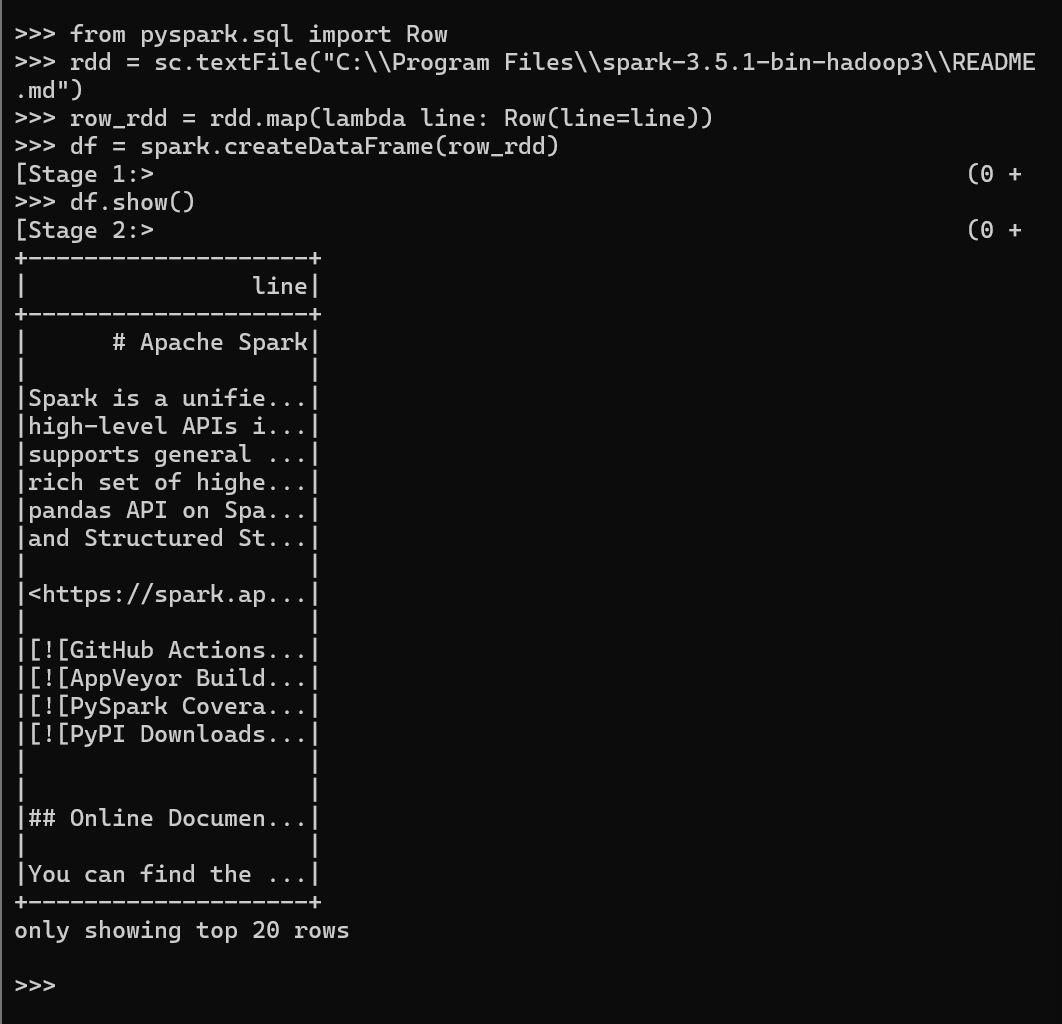 >>> from pyspark.sql import Row
>>> rdd = sc.textFile("C:\\Program Files\\spark-3.5.1-bin-hadoop3\\README
.md")
>>> row_rdd = rdd.map(lambda line: Row(line=line))
>>> df = spark.createDataFrame(row_rdd)
[Stage 1:>                                                          (0 +
>>> df.show()
[Stage 2:>                                                          (0 +
+--------------------+
|                line|
+--------------------+
|      # Apache Spark|
|                    |
|Spark is a unifie...|
|high-level APIs i...|
|supports general ...|
|rich set of highe...|
|pandas API on Spa...|
|and Structured St...|
|                    |
|<https://spark.ap...|
|                    |
|[![GitHub Actions...|
|[![AppVeyor Build...|
|[![PySpark Covera...|
|[![PyPI Downloads...|
|                    |
|                    |
|## Online Documen...|
|                    |
|You can find the ...|
+--------------------+
only showing top 20 rows

>>>